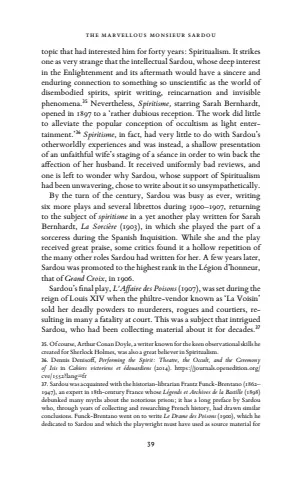 THE MARVELLOUS MONSIEUR SARDOU
topic that had interested him for forty years: Spiritualism. It strikes
one as very strange that the intellectual Sardou, whose deep interest
in the Enlightenment and its aftermath would have a sincere and
enduring connection to something so unscientific as the world of
disembodied spirits, spirit writing, reincarnation and invisible
phenomena.35 Nevertheless, Spiritisme, starring Sarah Bernhardt,
opened in 1897 to a ‘rather dubious reception. The work did little
to alleviate the popular conception of occultism as light enter-
tainment.’36 Spiritisme, in fact, had very little to do with Sardou’s
otherworldly experiences and was instead, a shallow presentation
of an unfaithful wife’s staging of a séance in order to win back the
affection of her husband. It received uniformly bad reviews, and
one is left to wonder why Sardou, whose support of Spiritualism
had been unwavering, chose to write about it so unsympathetically.
By the turn of the century, Sardou was busy as ever, writing
six more plays and several librettos during 1900–1907, returning
to the subject of spiritisme in a yet another play written for Sarah
Bernhardt, Le Sorcière (1903), in which she played the part of a
sorceress during the Spanish Inquisition. While she and the play
received great praise, some critics found it a hollow repetition of
the many other roles Sardou had written for her. A few years later,
Sardou was promoted to the highest rank in the Légion d’honneur,
that of Grand Croix, in 1906.
Sardou’s final play, L’Affaire des Poisons (1907), was set during the
reign of Louis XIV when the philtre-vendor known as ‘La Voisin’
sold her deadly powders to murderers, rogues and courtiers, re-
sulting in many a fatality at court. This was a subject that intrigued
Sardou, who had been collecting material about it for decades.37
35. Of course, Arthur Conan Doyle, a writer known for the keen observational skills he
created for Sherlock Holmes, was also a great believer in Spiritualism.
36. Dennis Denisoff, Performing the Spirit: Theatre, the Occult, and the Ceremony
of Isis in Cahiers victoriens et édouardiens (2014). https://journals.openedition.org/
cve/1552?lang=fr
37. Sardou was acquainted with the historian-librarian Frantz Funck-Brentano (1862–
1947), an expert in 18th-century France whose Légende et Archives de la Bastille (1898)
debunked many myths about the notorious prison; it has a long preface by Sardou
who, through years of collecting and researching French history, had drawn similar
conclusions. Funck-Brentano went on to write Le Drame des Poisons (1900), which he
dedicated to Sardou and which the playwright must have used as source material for
39